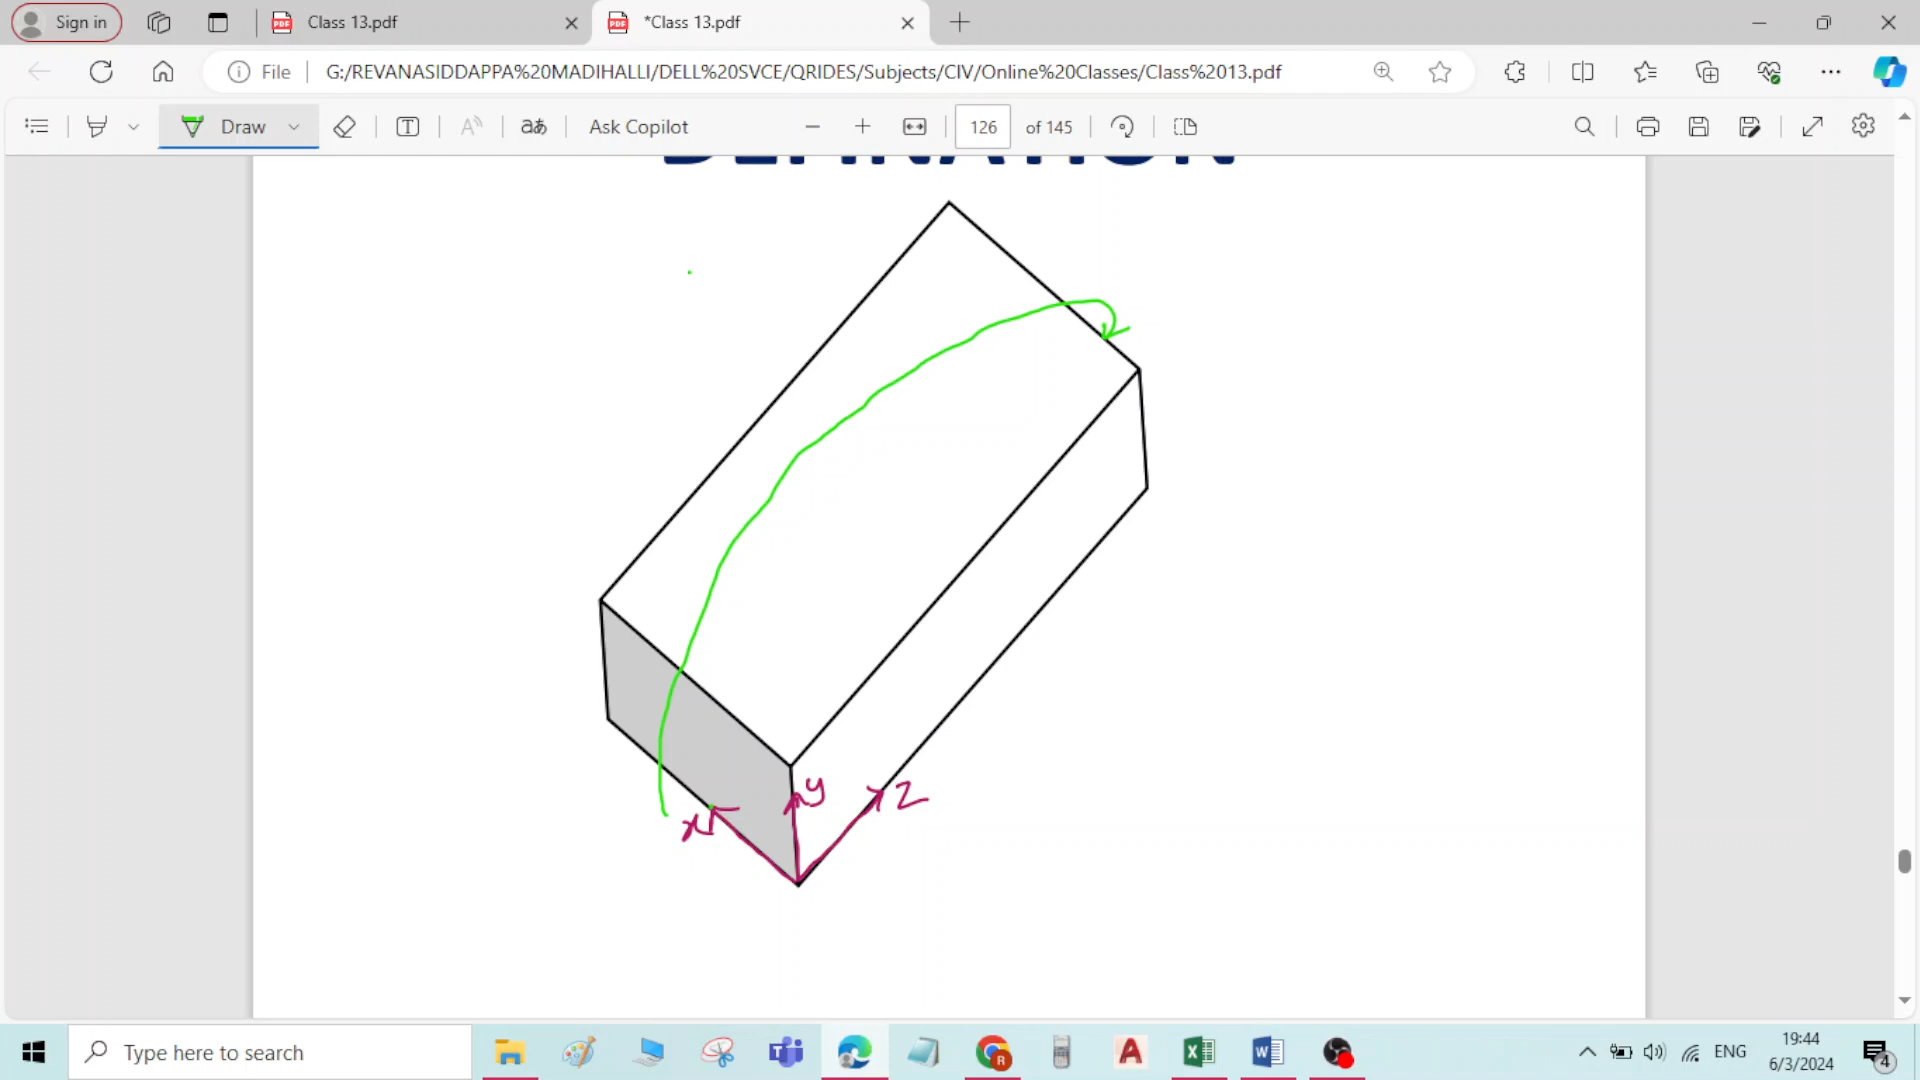 Sign in
Class 13.pdf
*Class 13.pdf
File
G:/REVANASIDDAPPA%20MADIHALLI/DELL%20SVCE/QRIDES/Subjects/CIV/Online%20Classes/Class%2013.pdf
Draw
Ask Copilot
126
of 145
x
y
z
Type here to search
ENG
19:44
6/3/2024
4